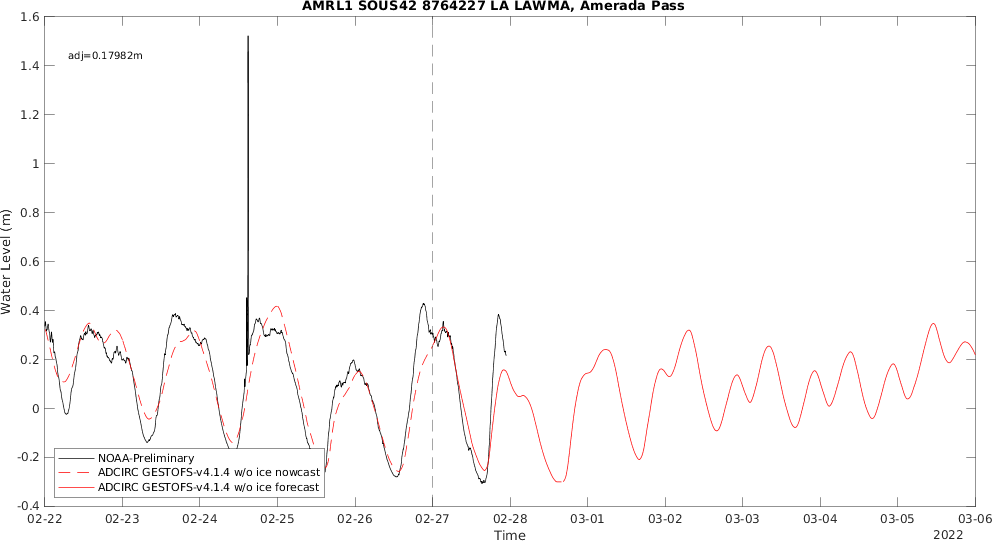 AMRL1 SOUS42 8764227 LA LAWMA, Amerada Pass
adj=0.17982m
1.6
1.4
1.2
1
0.8
0.6
0.4
0.2
0
-0.2
-0.4
Water Level (m)
NOAA-Preliminary
ADCIRC GESTOFS-v4.1.4 w/o ice nowcast
ADCIRC GESTOFS-v4.1.4 w/o ice forecast
02-22 02-23 02-24 02-25 02-26 02-27 02-28 03-01 03-02 03-03 03-04 03-05 03-06
Time
2022